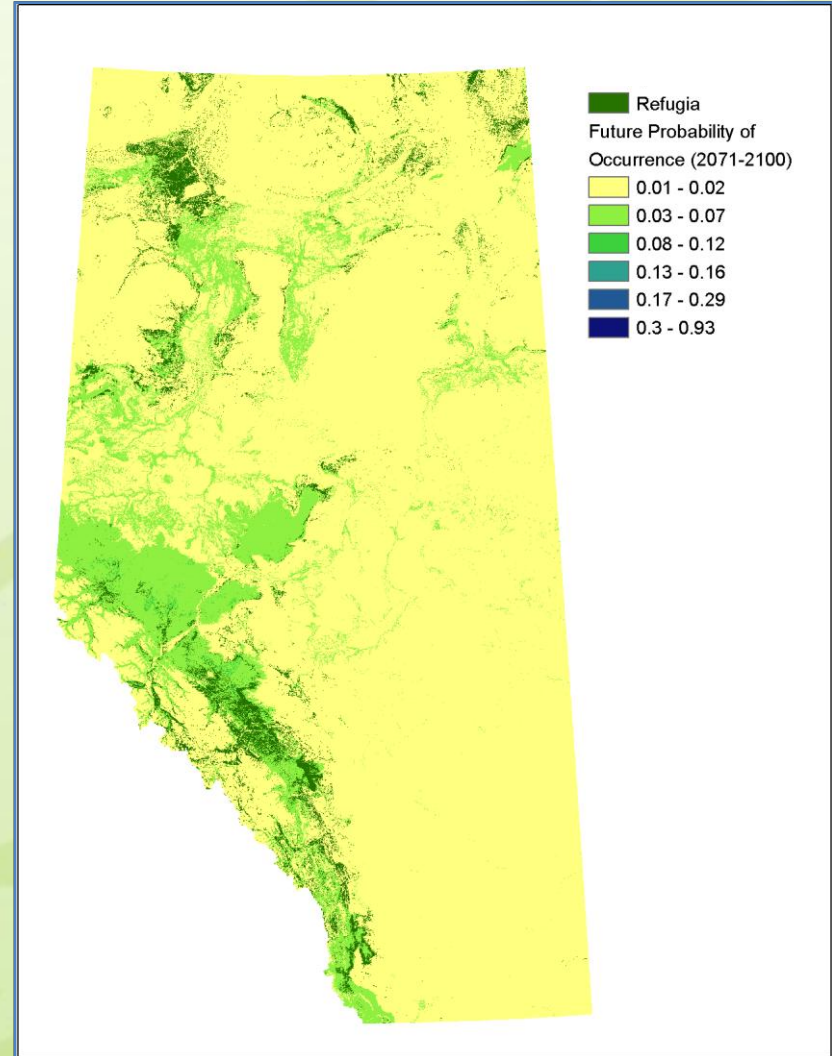 Refugia
Future Probability of
Occurrence (2071-2100)
0.01 - 0.02
0.03 - 0.07
0.08 - 0.12
0.13 - 0.16
0.17 - 0.29
0.3 - 0.93